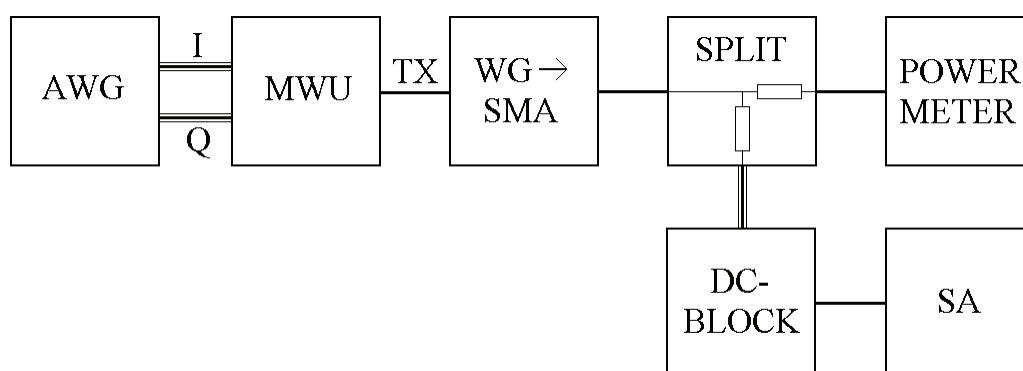 AWG
I
Q
MWU
TX
WG→
SMA
SPLIT
POWER
METER
DC-
BLOCK
SA